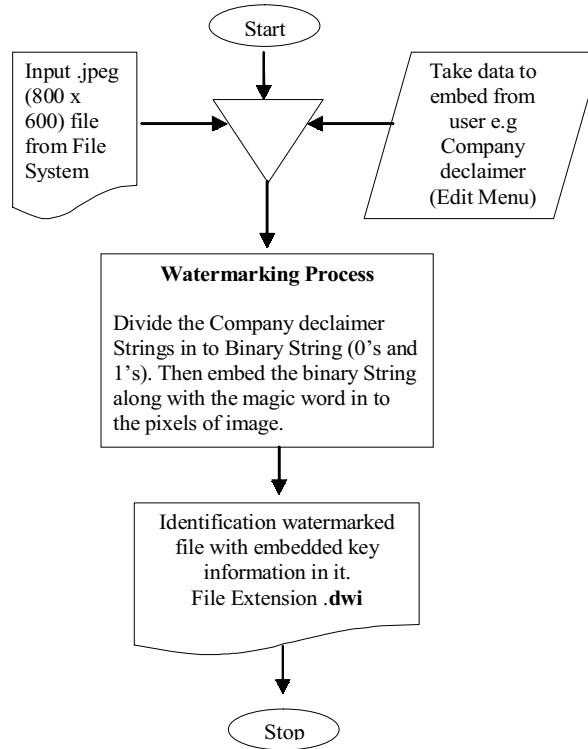 Start
Input .jpeg
(800 x
600) file
from File
System
Take data to
embed from
user e.g
Company
declaimer
(Edit Menu)
Watermarking Process
Divide the Company declaimer
Strings in to Binary String (0's and
1's). Then embed the binary String
along with the magic word in to
the pixels of image.
Identification watermarked
file with embedded key
information in it.
File Extension .dwi
Stop